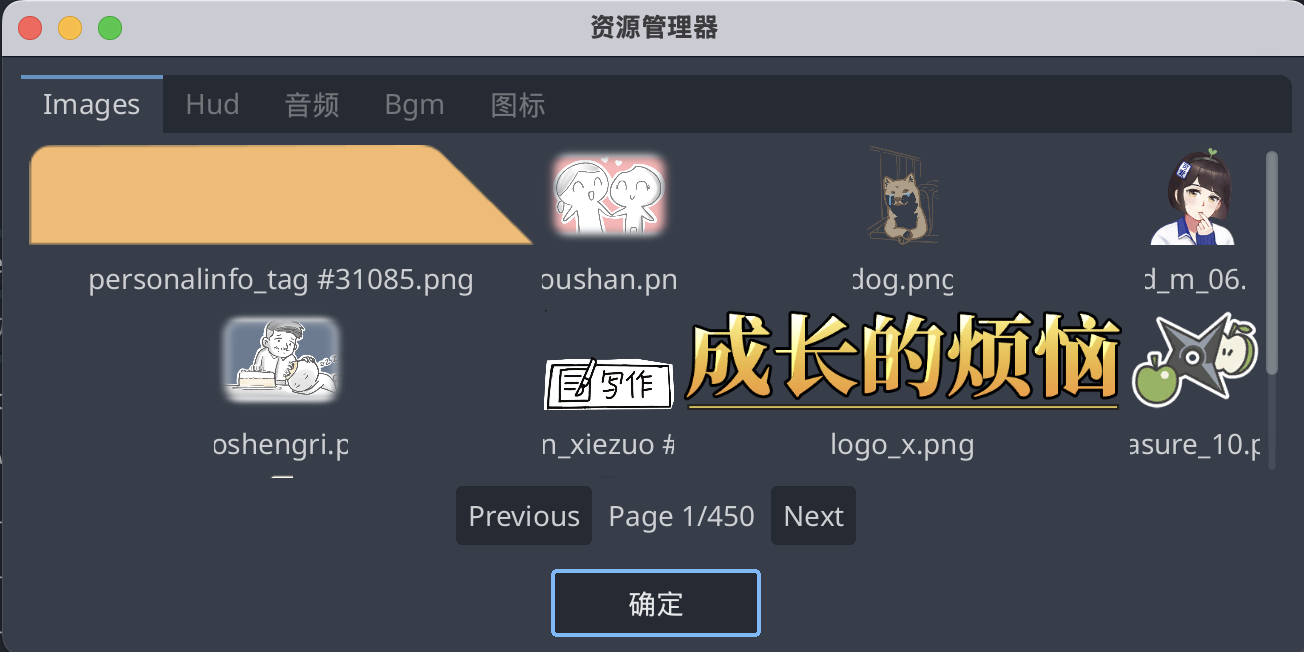 资源管理器
Images Hud 音频 Bgm 图标
personalinfo_tag #31085.png oushan.pn dog.png d_m_06.
写作
成长的烦恼
oshengri.p n_xiezuo # logo_x.png asure_10.p
Previous Page 1/450 Next
确定